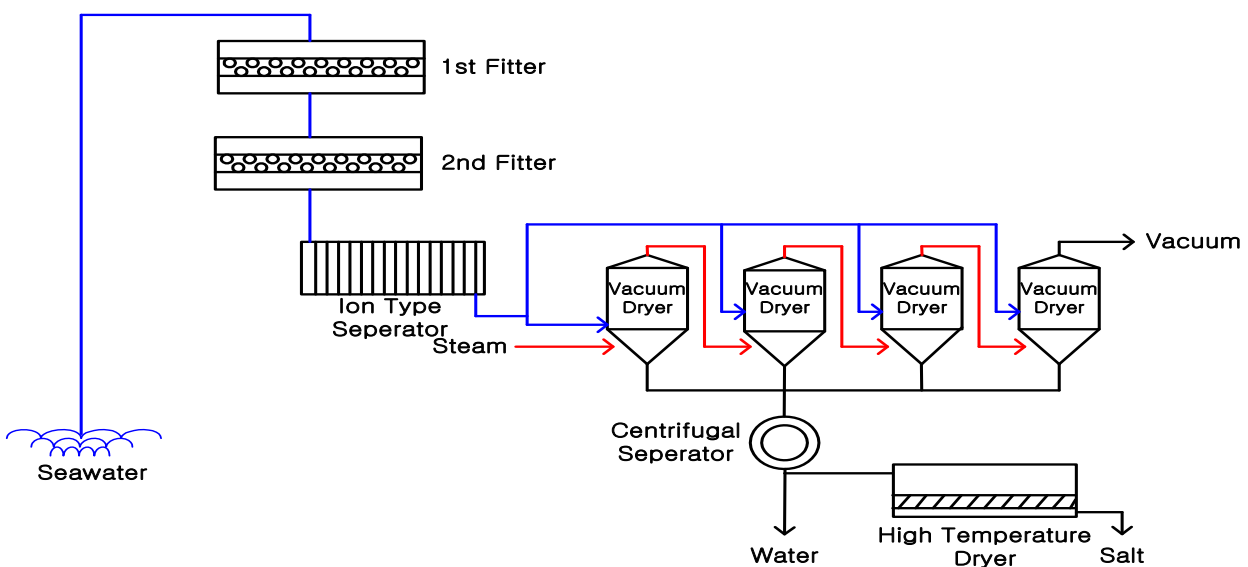 1st Fitter
2nd Fitter
Ion Type
Seperator
Steam
Vacuum
Dryer
Vacuum
Dryer
Vacuum
Dryer
Vacuum
Dryer
Vacuum
Seawater
Centrifugal
Seperator
Water
High Temperature
Dryer
Salt